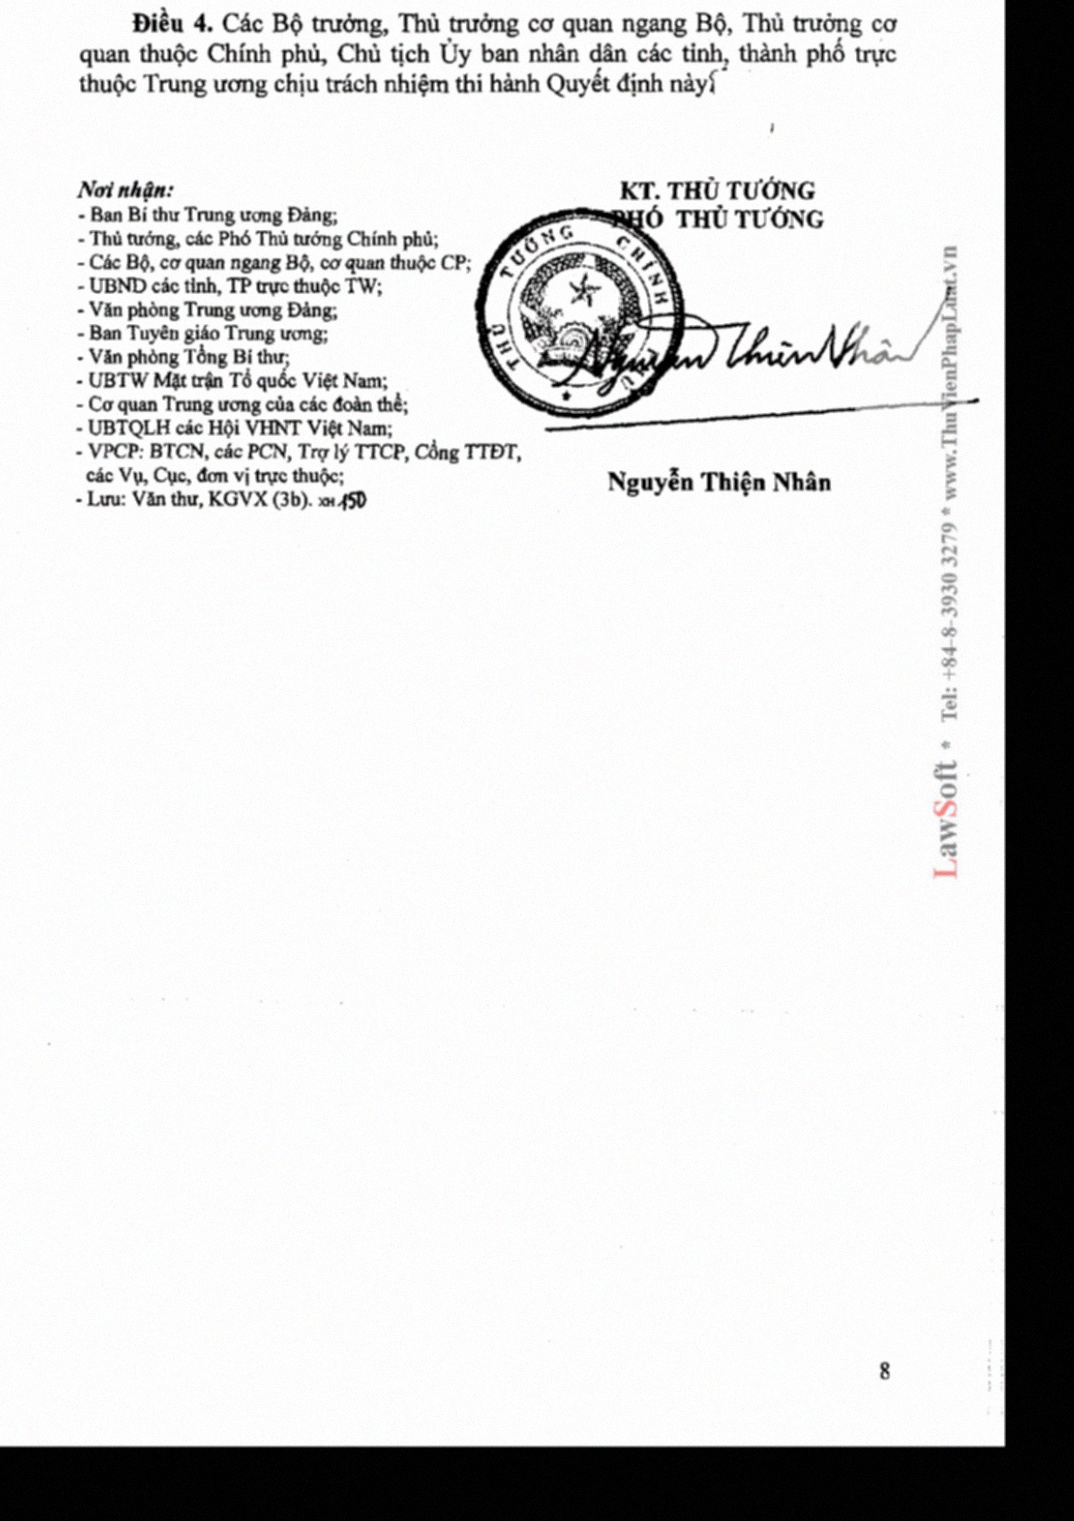 Điều 4. Các Bộ trưởng, Thủ trưởng cơ quan ngang Bộ, Thủ trưởng cơ
quan thuộc Chính phủ, Chủ tịch Ủy ban nhân dân các tỉnh, thành phố trực
thuộc Trung ương chịu trách nhiệm thi hành Quyết định này.
Nơi nhận:
- Ban Bí thư Trung ương Đảng;
- Thủ tướng, các Phó Thủ tướng Chính phủ;
- Các Bộ, cơ quan ngang Bộ, cơ quan thuộc CP;
- UBND các tỉnh, TP trực thuộc TW;
- Văn phòng Trung ương Đảng;
- Ban Tuyên giáo Trung ương;
- Văn phòng Tổng Bí thư;
- UBTW Mặt trận Tổ quốc Việt Nam;
- Cơ quan Trung ương của các đoàn thể;
- UBTQLH các Hội VHNT Việt Nam;
- VPCP: BTCN, các PCN, Trợ lý TTCP, Cổng TTĐT,
các Vụ, Cục, đơn vị trực thuộc;
- Lưu: Văn thư, KGVX (3b). XH 150
KT. THỦ TƯỚNG
PHÓ THỦ TƯỚNG
THỦ TƯỚNG CHÍNH PHỦ
Nguyễn Thiện Nhân
Nguyễn Thiện Nhân
LawSoft * Tel: +84-8-3930 3279 * www.ThuVienPhapLuat.vn
8